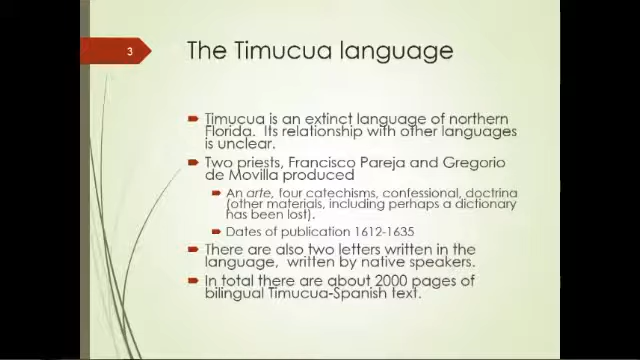 3
The Timucua language
Timucua is an extinct language of northern
Florida. Its relationship with other languages
is unclear.
Two priests, Francisco Pareja and Gregorio
de Movilla produced
An arte, four catechisms, confessional, doctrina
(other materials, including perhaps a dictionary
has been lost).
Dates of publication 1612-1635
There are also two letters written in the
language, written by native speakers.
In total there are about 2000 pages of
bilingual Timucua-Spanish text.